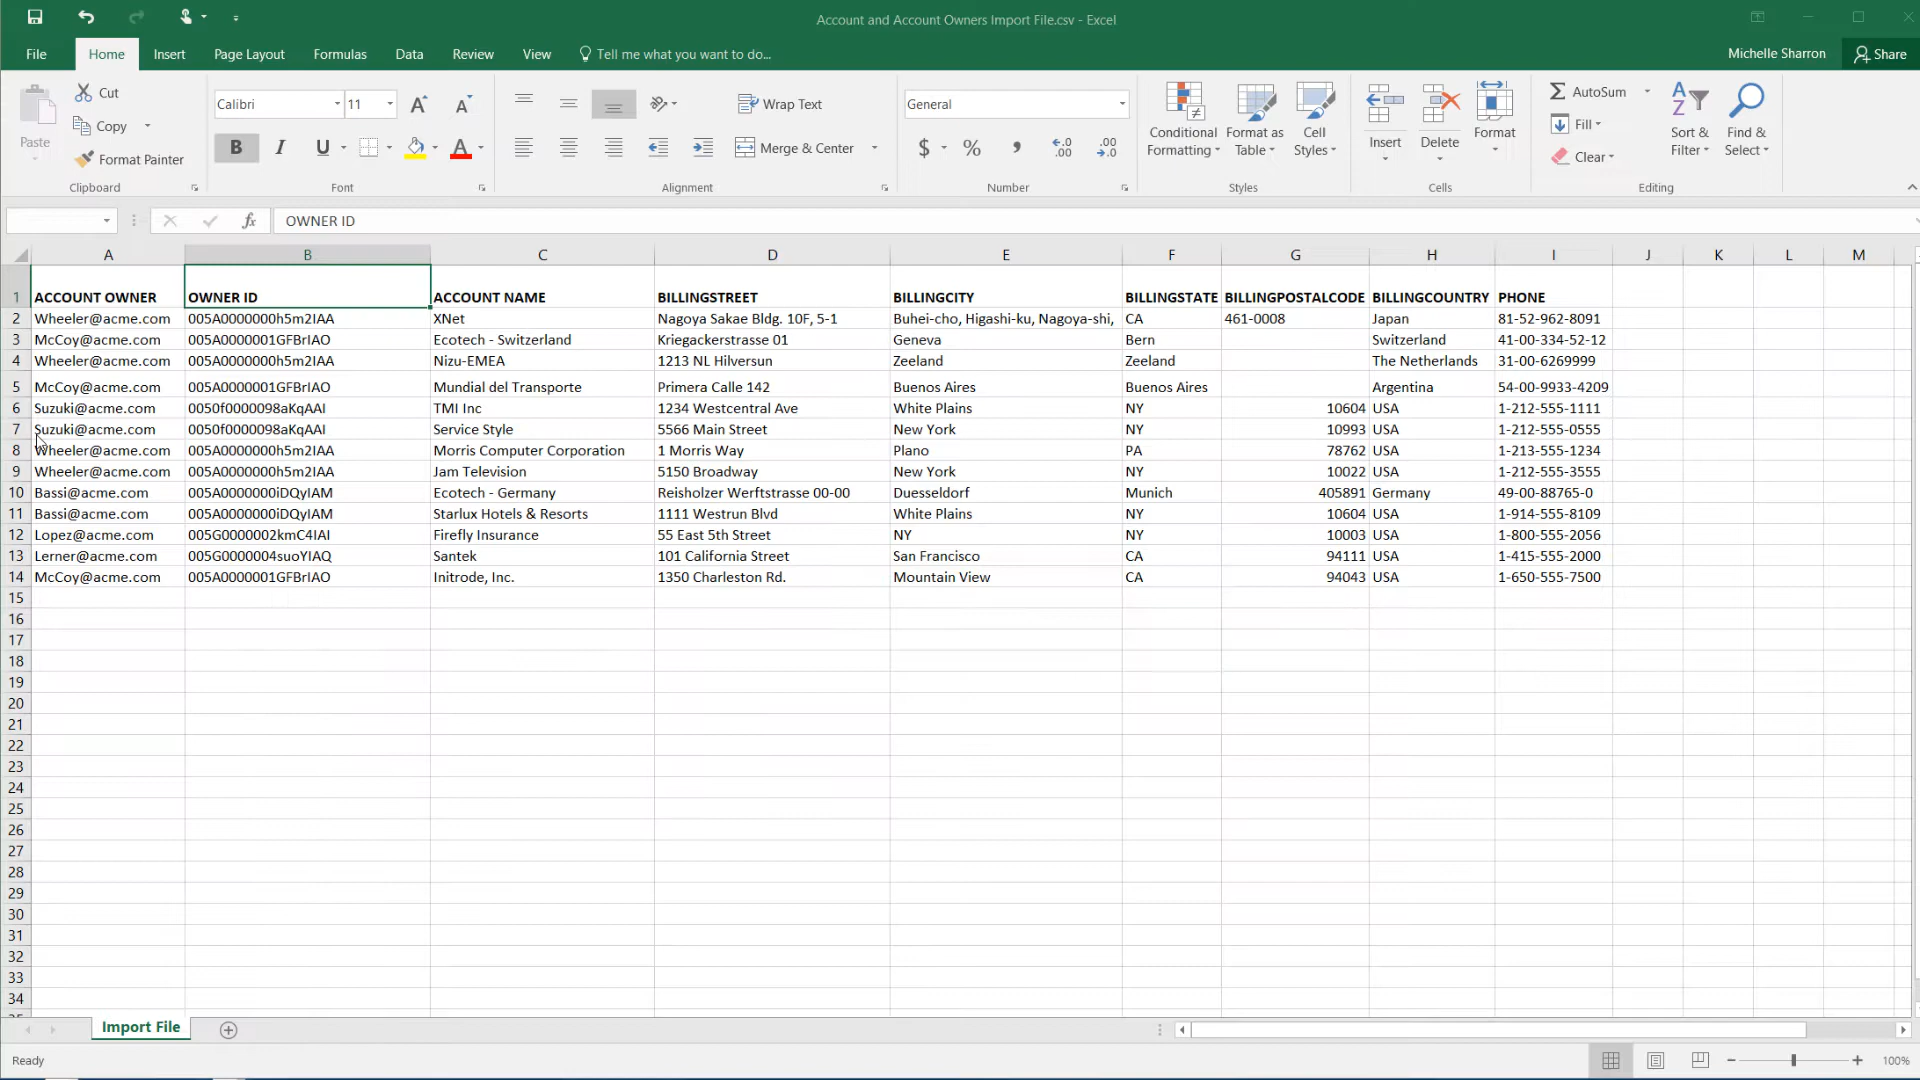 Account and Account Owners Import File.csv - Excel
File Home Insert Page Layout Formulas Data Review View Tell me what you want to do... Michelle Sharron Share
Paste Cut Copy Format Painter Clipboard
Calibri 11 A A B I U A Font
Wrap Text Merge & Center Alignment
General $ % , .0 .00 .00 .0 Number
Conditional Formatting Format as Table Cell Styles Styles
Insert Delete Format Cells
AutoSum Fill Clear Sort & Filter Find & Select Editing
fx OWNER ID
A B C D E F G H I J K L M
1 ACCOUNT OWNER OWNER ID ACCOUNT NAME BILLINGSTREET BILLINGCITY BILLINGSTATE BILLINGPOSTALCODE BILLINGCOUNTRY PHONE
2 Wheeler@acme.com 005A0000000h5m2IAA XNet Nagoya Sakae Bldg. 10F, 5-1 Buhei-cho, Higashi-ku, Nagoya-shi, CA 461-0008 Japan 81-52-962-8091
3 McCoy@acme.com 005A0000001GFBrIAO Ecotech - Switzerland Kriegackerstrasse 01 Geneva Bern Switzerland 41-00-334-52-12
4 Wheeler@acme.com 005A0000000h5m2IAA Nizu-EMEA 1213 NL Hilversun Zeeland Zeeland The Netherlands 31-00-6269999
5 McCoy@acme.com 005A0000001GFBrIAO Mundial del Transporte Primera Calle 142 Buenos Aires Buenos Aires Argentina 54-00-9933-4209
6 Suzuki@acme.com 0050f0000098aKqAAI TMI Inc 1234 Westcentral Ave White Plains NY 10604 USA 1-212-555-1111
7 Suzuki@acme.com 0050f0000098aKqAAI Service Style 5566 Main Street New York NY 10993 USA 1-212-555-0555
8 Wheeler@acme.com 005A0000000h5m2IAA Morris Computer Corporation 1 Morris Way Plano PA 78762 USA 1-213-555-1234
9 Wheeler@acme.com 005A0000000h5m2IAA Jam Television 5150 Broadway New York NY 10022 USA 1-212-555-3555
10 Bassi@acme.com 005A0000000iDQyIAM Ecotech - Germany Reisholzer Werftstrasse 00-00 Duesseldorf Munich 405891 Germany 49-00-88765-0
11 Bassi@acme.com 005A0000000iDQyIAM Starlux Hotels & Resorts 1111 Westrun Blvd White Plains NY 10604 USA 1-914-555-8109
12 Lopez@acme.com 005G0000002kmC4IAI Firefly Insurance 55 East 5th Street NY NY 10003 USA 1-800-555-2056
13 Lerner@acme.com 005G0000004suoYIAQ Santek 101 California Street San Francisco CA 94111 USA 1-415-555-2000
14 McCoy@acme.com 005A0000001GFBrIAO Initrode, Inc. 1350 Charleston Rd. Mountain View CA 94043 USA 1-650-555-7500
15
16
17
18
19
20
21
22
23
24
25
26
27
28
29
30
31
32
33
34
Import File
Ready 100%